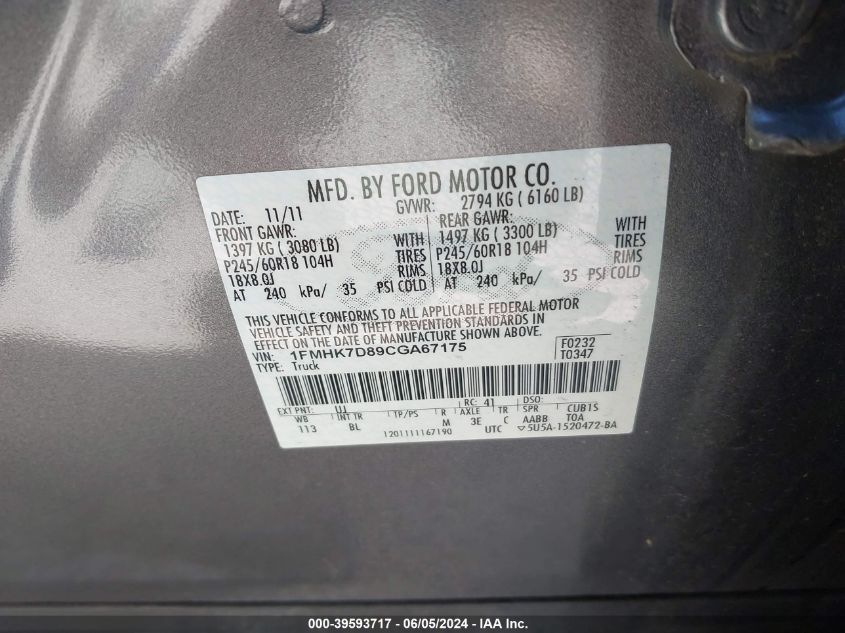 MFD. BY FORD MOTOR CO.
DATE: 11/11 GVWR: 2794 KG ( 6160 LB)
FRONT GAWR: REAR GAWR:
1397 KG ( 3080 LB) WITH 1497 KG ( 3300 LB) WITH
P245/60R18 104H TIRES P245/60R18 104H TIRES
18X8.0J RIMS 18X8.0J RIMS
AT 240 kPa/ 35 PSI COLD AT 240 kPa/ 35 PSI COLD
THIS VEHICLE CONFORMS TO ALL APPLICABLE FEDERAL MOTOR
VEHICLE SAFETY AND THEFT PREVENTION STANDARDS IN
EFFECT ON THE DATE OF MANUFACTURE SHOWN ABOVE.
VIN: 1FMHK7D89CGA67175 F0232
TYPE: Truck T0347
EXT PNT: UJ RC: 41 DSO:
WB INT TR TP/PS R AXLE TR SPR CUB1S
113 BL M 3E C AABB TOA
1201111167190 UTC ▽5U5A-1520472-BA
000-39593717 - 06/05/2024 - IAAI.com